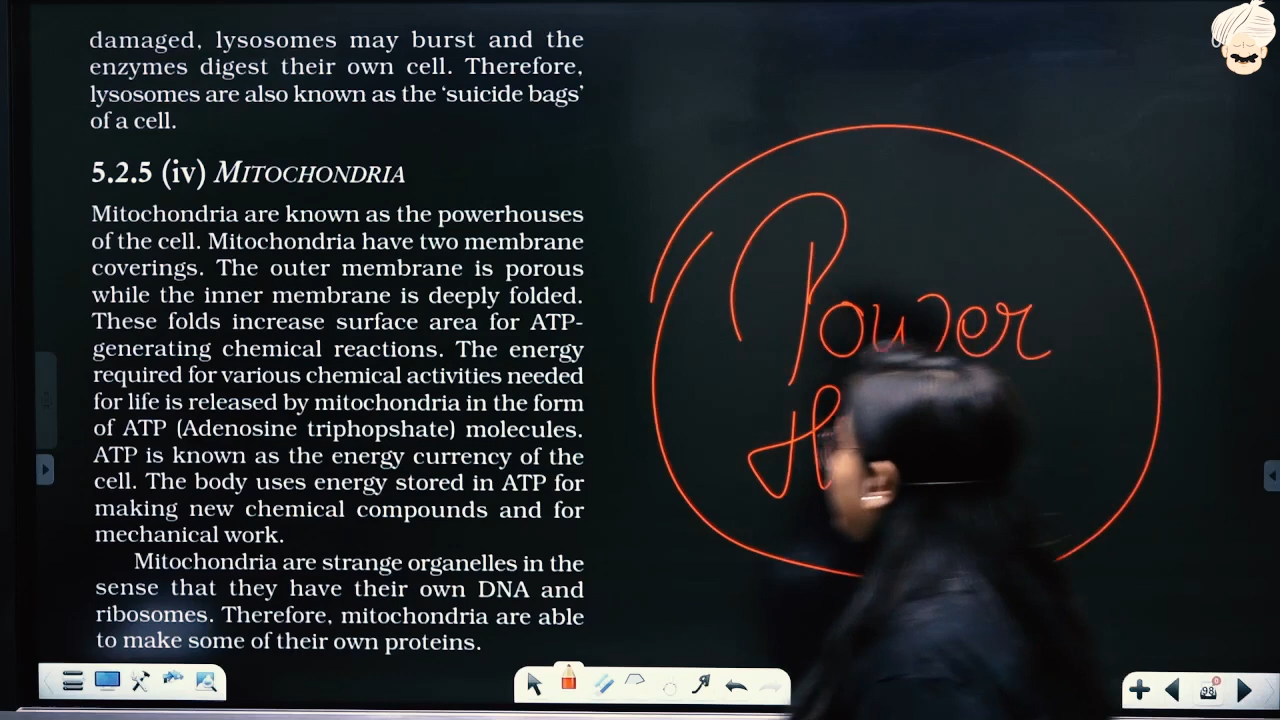 damaged, lysosomes may burst and the
enzymes digest their own cell. Therefore,
lysosomes are also known as the ‘suicide bags’
of a cell.
5.2.5 (iv) MITOCHONDRIA
Mitochondria are known as the powerhouses
of the cell. Mitochondria have two membrane
coverings. The outer membrane is porous
while the inner membrane is deeply folded.
These folds increase surface area for ATP-
generating chemical reactions. The energy
required for various chemical activities needed
for life is released by mitochondria in the form
of ATP (Adenosine triphopshate) molecules.
ATP is known as the energy currency of the
cell. The body uses energy stored in ATP for
making new chemical compounds and for
mechanical work.
Mitochondria are strange organelles in the
sense that they have their own DNA and
ribosomes. Therefore, mitochondria are able
to make some of their own proteins.
Power
H
98